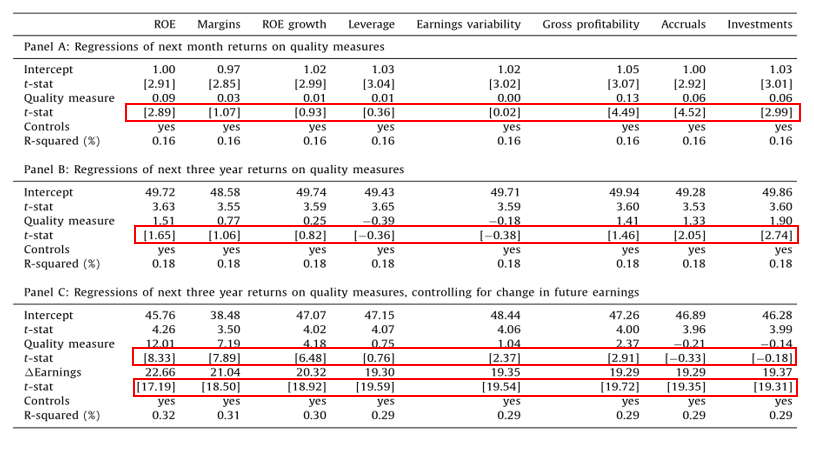 ROE Margins ROE growth Leverage Earnings variability Gross profitability Accruals Investments
Panel A: Regressions of next month returns on quality measures
Intercept 1.00 0.97 1.02 1.03 1.02 1.05 1.00 1.03
t-stat [2.91] [2.85] [2.99] [3.04] [3.02] [3.07] [2.92] [3.01]
Quality measure 0.09 0.03 0.01 0.01 0.00 0.13 0.06 0.06
t-stat [2.89] [1.07] [0.93] [0.36] [0.02] [4.49] [4.52] [2.99]
Controls yes yes yes yes yes yes yes yes
R-squared (%) 0.16 0.16 0.16 0.16 0.16 0.16 0.16 0.16
Panel B: Regressions of next three year returns on quality measures
Intercept 49.72 48.58 49.74 49.43 49.71 49.94 49.28 49.86
t-stat 3.63 3.55 3.59 3.65 3.59 3.60 3.53 3.60
Quality measure 1.51 0.77 0.25 −0.39 −0.18 1.41 1.33 1.90
t-stat [1.65] [1.06] [0.82] [−0.36] [−0.38] [1.46] [2.05] [2.74]
Controls yes yes yes yes yes yes yes yes
R-squared (%) 0.18 0.18 0.18 0.18 0.18 0.18 0.18 0.18
Panel C: Regressions of next three year returns on quality measures, controlling for change in future earnings
Intercept 45.76 38.48 47.07 47.15 48.44 47.26 46.89 46.28
t-stat 4.26 3.50 4.02 4.07 4.06 4.00 3.96 3.99
Quality measure 12.01 7.19 4.18 0.75 1.04 2.37 −0.21 −0.14
t-stat [8.33] [7.89] [6.48] [0.76] [2.37] [2.91] [−0.33] [−0.18]
ΔEarnings 22.66 21.04 20.32 19.30 19.35 19.29 19.29 19.37
t-stat [17.19] [18.50] [18.92] [19.59] [19.54] [19.72] [19.35] [19.31]
Controls yes yes yes yes yes yes yes yes
R-squared (%) 0.32 0.31 0.30 0.29 0.29 0.29 0.29 0.29